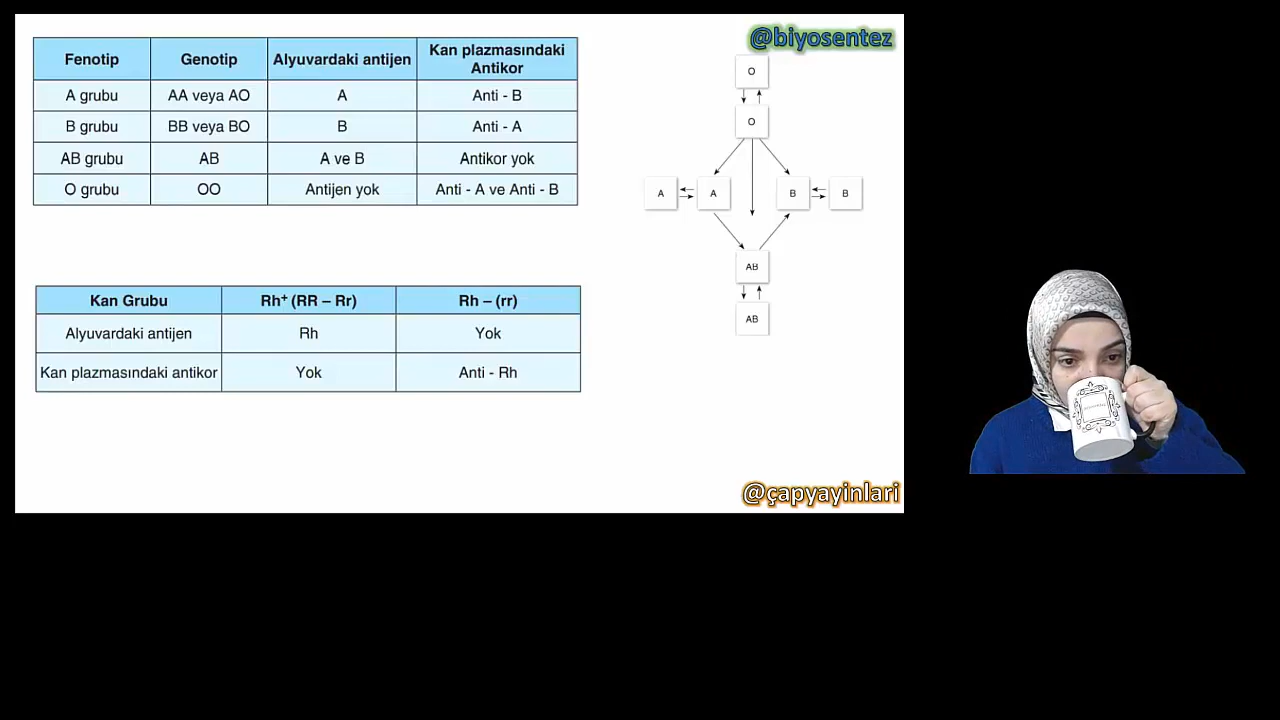 @biyosentez
Fenotip Genotip Alyuvardaki antijen Kan plazmasındaki Antikor
A grubu AA veya AO A Anti - B
B grubu BB veya BO B Anti - A
AB grubu AB A ve B Antikor yok
O grubu OO Antijen yok Anti - A ve Anti - B
O
O
A A B B
AB
AB
Kan Grubu Rh+ (RR – Rr) Rh – (rr)
Alyuvardaki antijen Rh Yok
Kan plazmasındaki antikor Yok Anti - Rh
@çapyayinlari